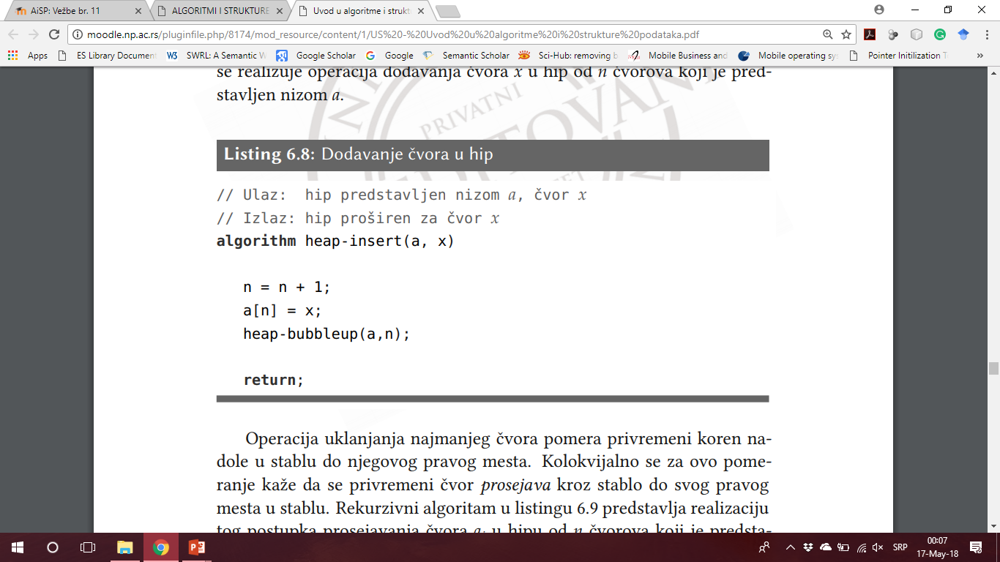 AiSP: Vežbe br. 11
ALGORITMI I STRUKTURE
Uvod u algoritme i strukt
moodle.np.ac.rs/pluginfile.php/8174/mod_resource/content/1/US%20-%20Uvod%20u%20algoritme%20i%20strukture%20podataka.pdf
Apps ES Library Document SWRL: A Semantic W Google Scholar Google Semantic Scholar Sci-Hub: removing b Mobile Business and Mobile operating sy Pointer Initilization T »
se realizuje operacija dodavanja čvora x u hip od n čvorova koji je pred-
stavljen nizom a.
PRIVATNI
Listing 6.8: Dodavanje čvora u hip
// Ulaz: hip predstavljen nizom a, čvor x
// Izlaz: hip proširen za čvor x
algorithm heap-insert(a, x)
n = n + 1;
a[n] = x;
heap-bubbleup(a,n);
return;
Operacija uklanjanja najmanjeg čvora pomera privremeni koren na-
dole u stablu do njegovog pravog mesta. Kolokvijalno se za ovo pome-
ranje kaže da se privremeni čvor prosejava kroz stablo do svog pravog
mesta u stablu. Rekurzivni algoritam u listingu 6.9 predstavlja realizaciju
tog postupka prosejavanja čvora aᵢ u hipu od n čvorova koji je predsta-
SRP
00:07
17-May-18